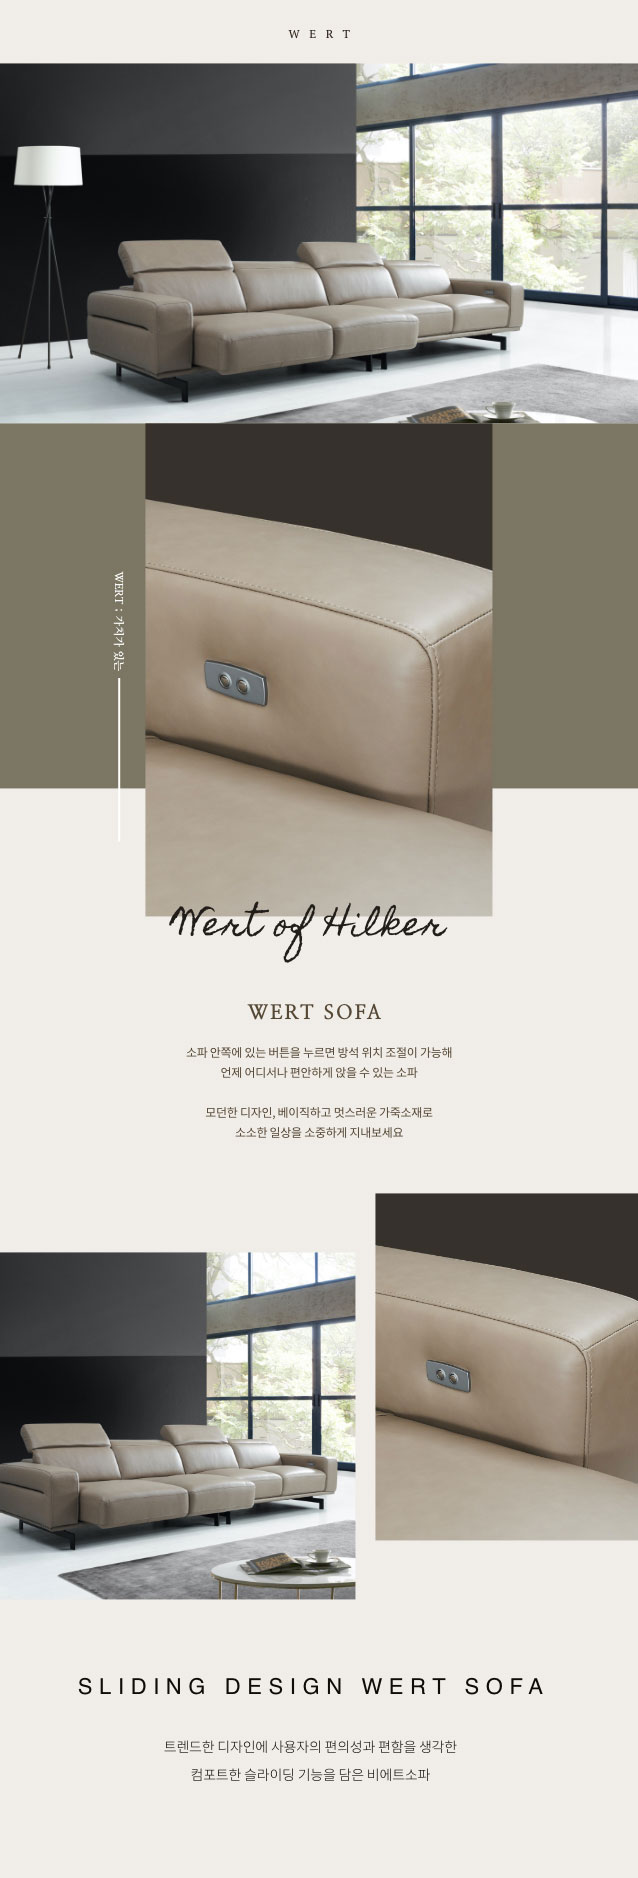 WERT
WERT : 가치가 있는
Wert of Hilker
WERT SOFA
소파 안쪽에 있는 버튼을 누르면 방석 위치 조절이 가능해
언제 어디서나 편안하게 앉을 수 있는 소파
모던한 디자인, 베이직하고 멋스러운 가죽소재로
소소한 일상을 소중하게 지내보세요
SLIDING DESIGN WERT SOFA
트렌드한 디자인에 사용자의 편의성과 편함을 생각한
컴포트한 슬라이딩 기능을 담은 비에트소파